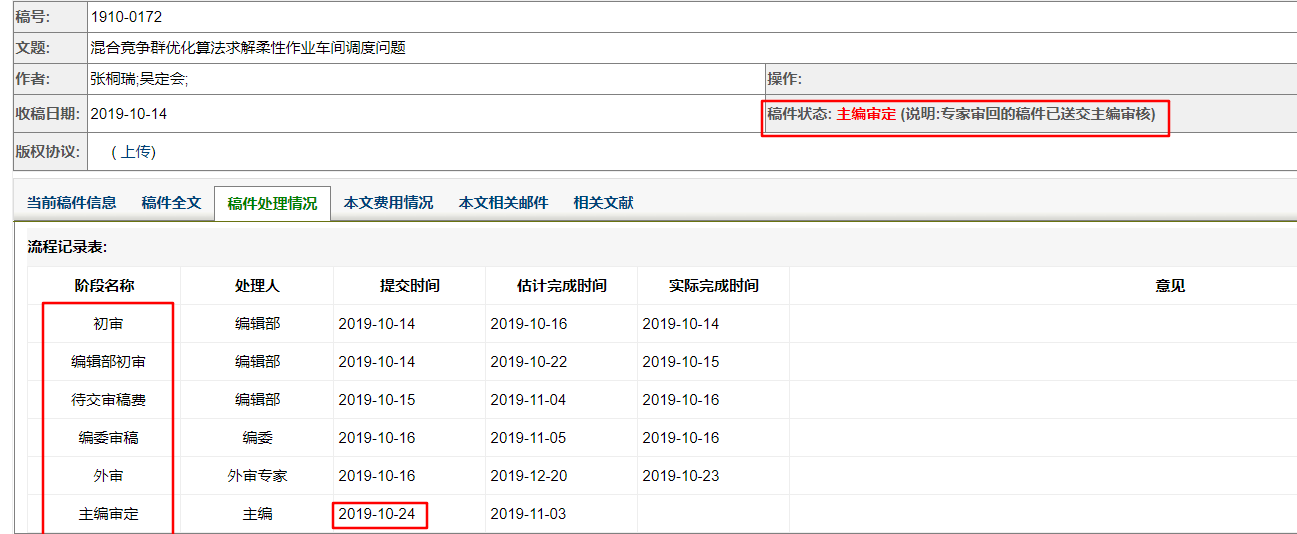 稿号: 1910-0172
文题: 混合竞争群优化算法求解柔性作业车间调度问题
作者: 张桐瑞;吴定会; 操作:
收稿日期: 2019-10-14 稿件状态: 主编审定 (说明:专家审回的稿件已送交主编审核)
版权协议: ( 上传)
当前稿件信息 稿件全文 稿件处理情况 本文费用情况 本文相关邮件 相关文献
流程记录表:
阶段名称 处理人 提交时间 估计完成时间 实际完成时间 意见
初审 编辑部 2019-10-14 2019-10-16 2019-10-14
编辑部初审 编辑部 2019-10-14 2019-10-22 2019-10-15
待交审稿费 编辑部 2019-10-15 2019-11-04 2019-10-16
编委审稿 编委 2019-10-16 2019-11-05 2019-10-16
外审 外审专家 2019-10-16 2019-12-20 2019-10-23
主编审定 主编 2019-10-24 2019-11-03